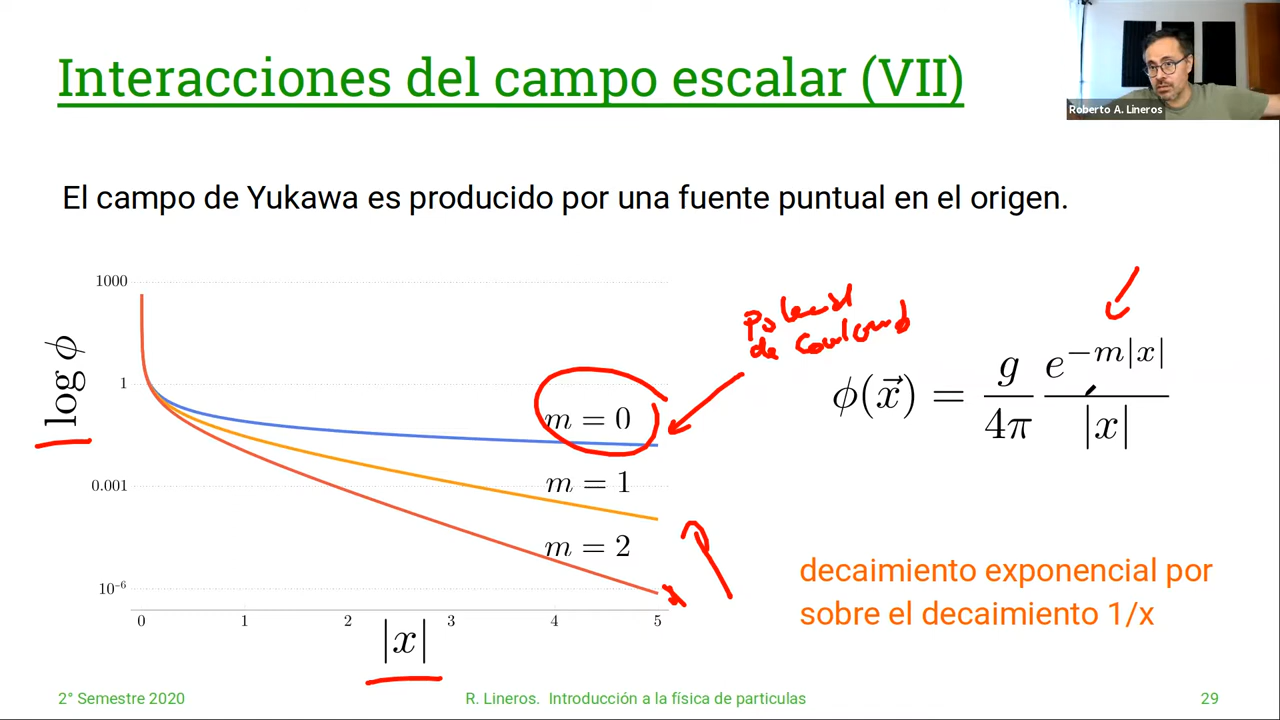 Interacciones del campo escalar (VII)
Roberto A. Lineros
El campo de Yukawa es producido por una fuente puntual en el origen.
1000
1
0.001
10⁻⁶
log ϕ
m = 0
m = 1
m = 2
0 1 2 3 4 5
|x|
Potencial
de Coulomb
ϕ(x⃗) = g/4π e^{−m|x|}/|x|
decaimiento exponencial por
sobre el decaimiento 1/x
2° Semestre 2020
R. Lineros. Introducción a la física de particulas
29